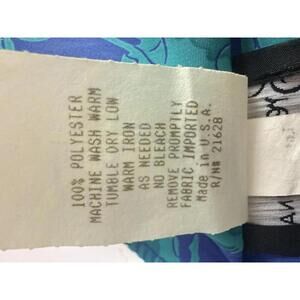 100% POLYESTER
MACHINE WASH WARM
TUMBLE DRY LOW
WARM IRON
AS NEEDED
NO BLEACH
REMOVE PROMPTLY
FABRIC IMPORTED
Made in U.S.A.
R/N# 21628